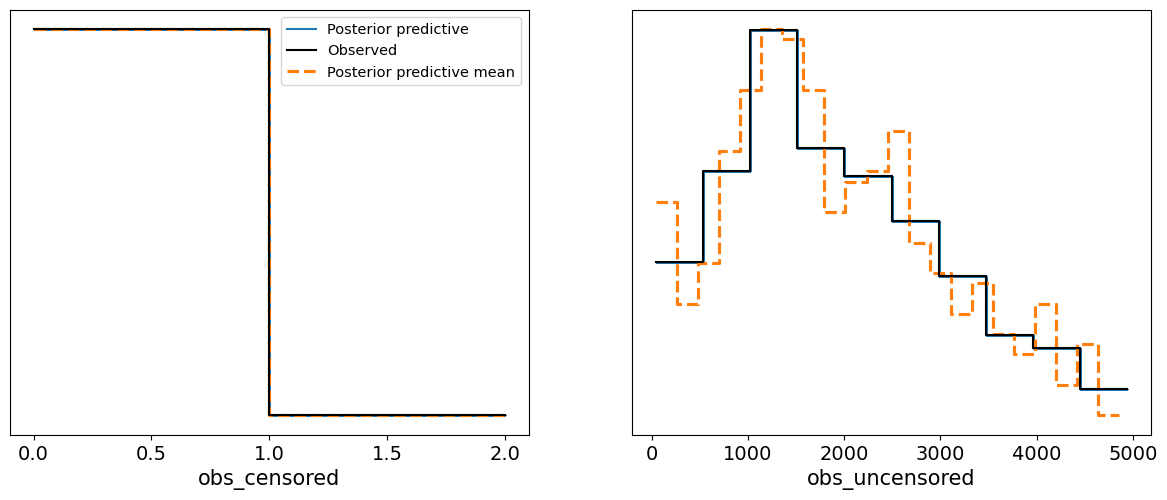 Posterior predictive
Observed
Posterior predictive mean
0.0 0.5 1.0 1.5 2.0
obs_censored
0 1000 2000 3000 4000 5000
obs_uncensored